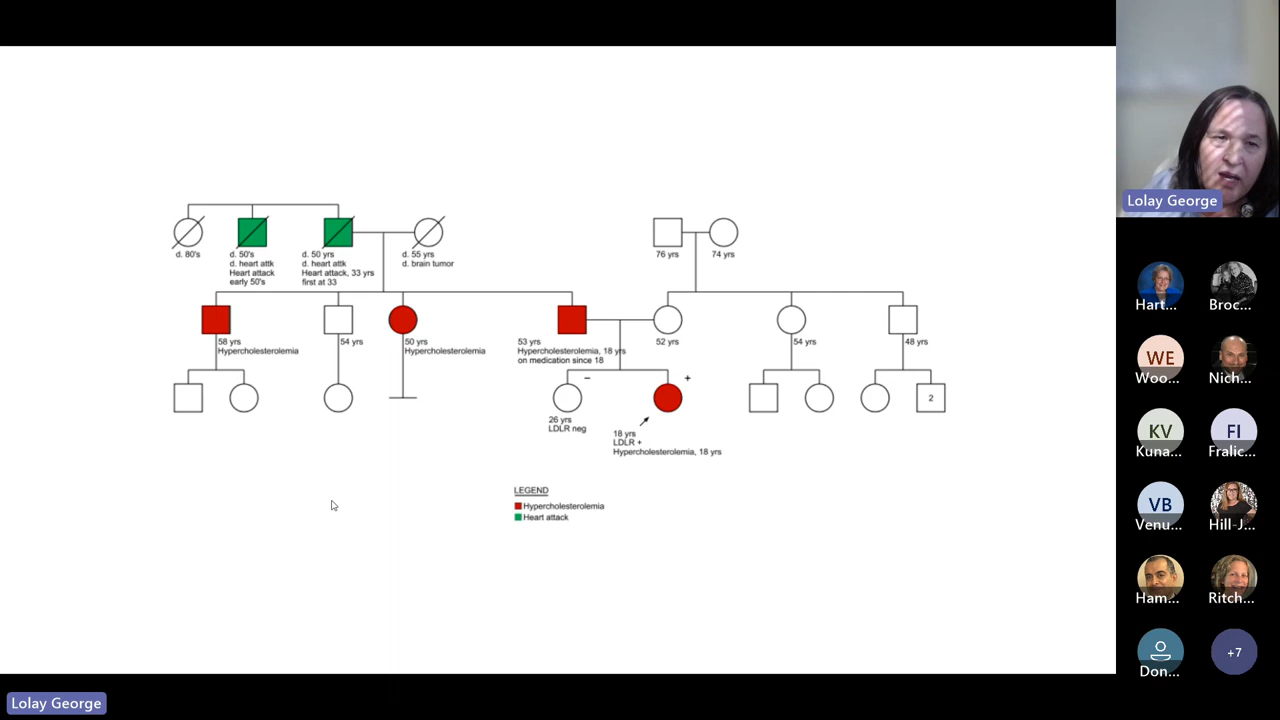 d. 80's
d. 50's
d. heart attk
Heart attack
early 50's
d. 50 yrs
d. heart attk
Heart attack, 33 yrs
first at 33
d. 55 yrs
d. brain tumor
76 yrs
74 yrs
58 yrs
Hypercholesterolemia
54 yrs
50 yrs
Hypercholesterolemia
53 yrs
Hypercholesterolemia, 18 yrs
on medication since 18
52 yrs
54 yrs
48 yrs
–
26 yrs
LDLR neg
+
18 yrs
LDLR +
Hypercholesterolemia, 18 yrs
2
LEGEND
Hypercholesterolemia
Heart attack
Lolay George
Hart...
Broc...
WE
Woo...
Nich...
KV
Kuna...
FI
Fralic...
VB
Venu...
Hill-J...
Ham...
Ritch...
Don...
+7
Lolay George